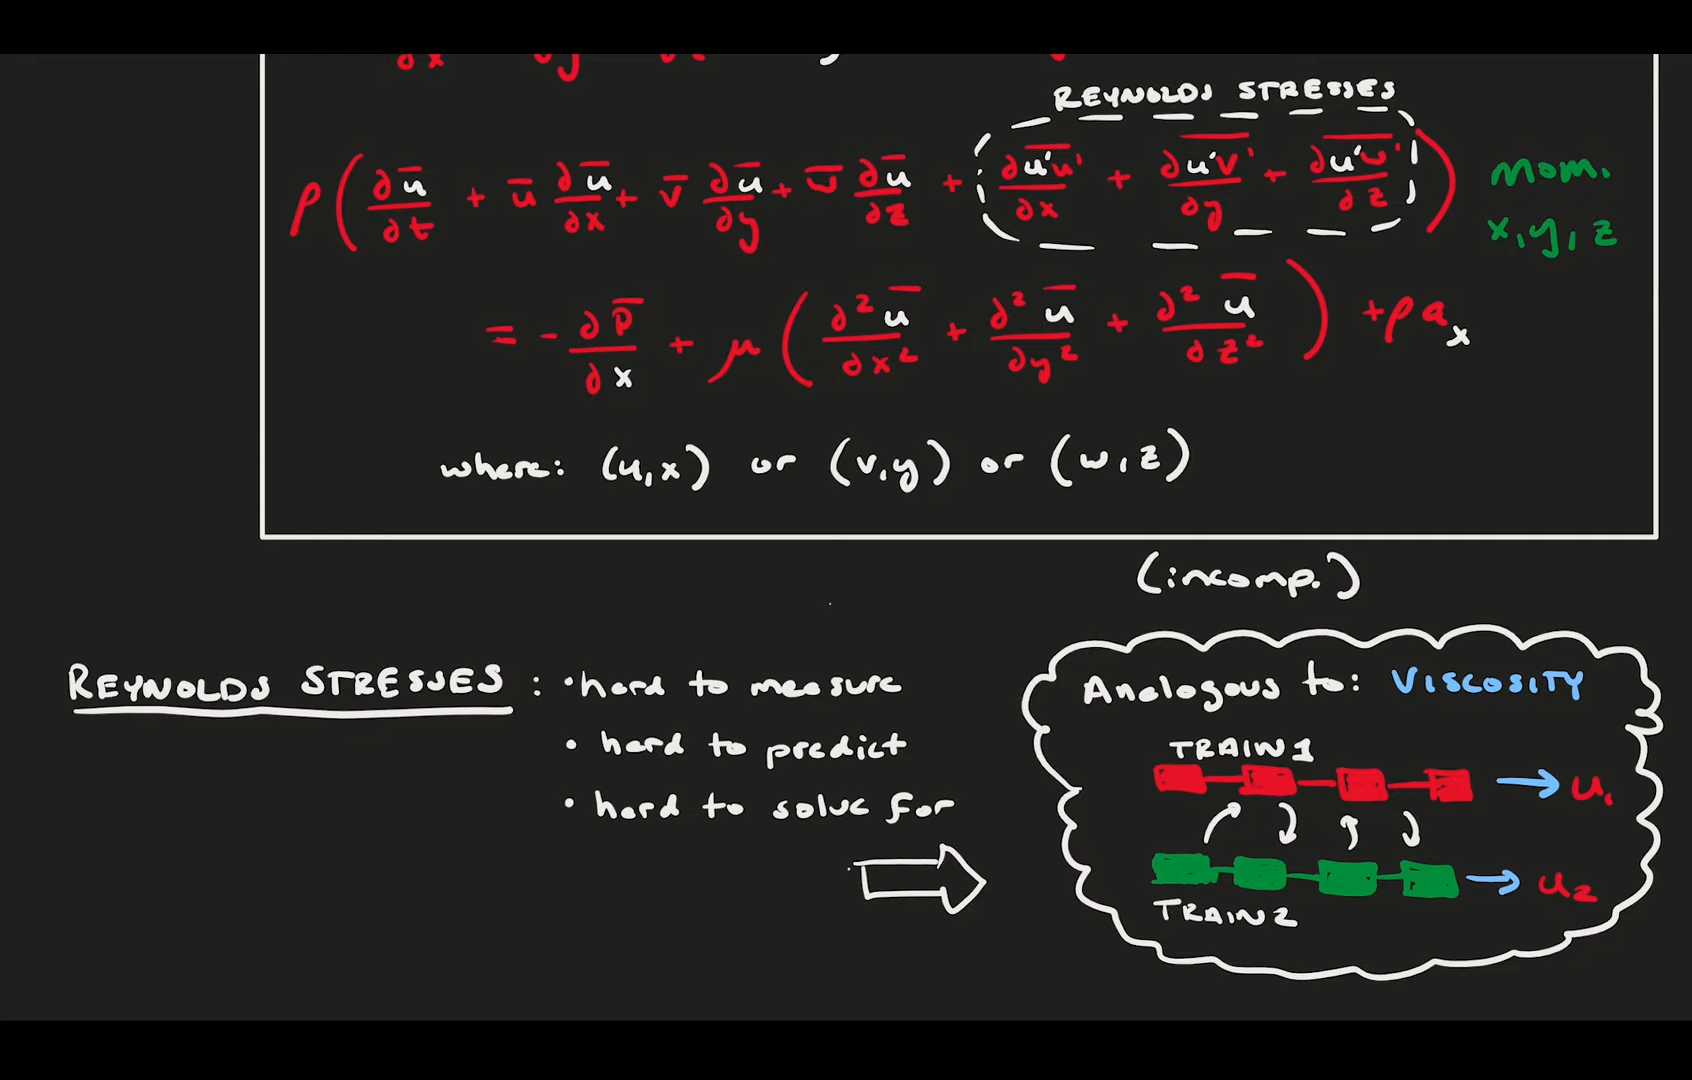 REYNOLDS STRESSES
ρ(∂ū/∂t + ū ∂ū/∂x + v̄ ∂ū/∂y + w̄ ∂ū/∂z + ∂u'u'‾/∂x + ∂u'v'‾/∂y + ∂u'w'‾/∂z) mom.
x, y, z
= - ∂p̄/∂x + μ(∂²ū/∂x² + ∂²ū/∂y² + ∂²ū/∂z²) + ρa_x
where: (u,x) or (v,y) or (w,z)
(incomp.)
REYNOLDS STRESSES : • hard to measure
• hard to predict
• hard to solve for
Analogous to: VISCOSITY
TRAIN 1
u₁
u₂
TRAIN 2